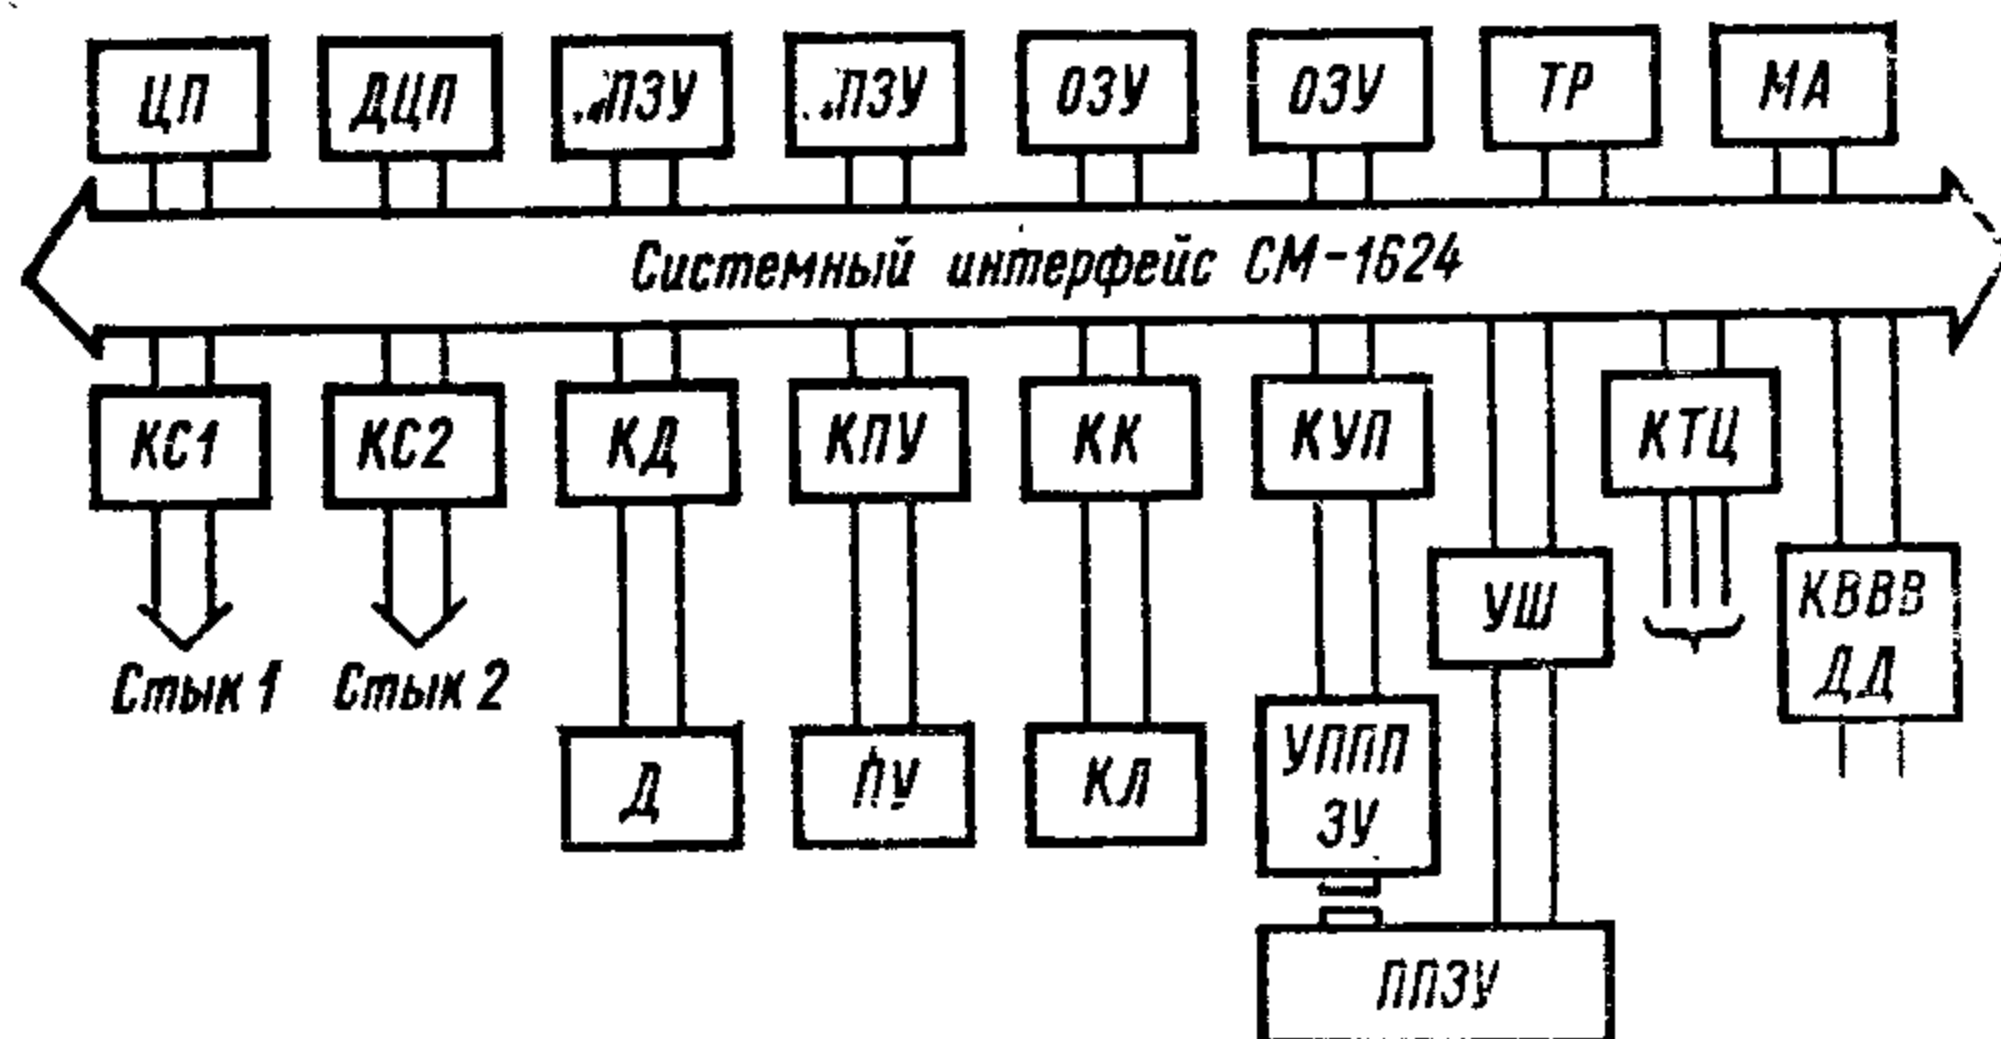 ЦП ДЦП ПЗУ ПЗУ ОЗУ ОЗУ ТР МА
Системный интерфейс СМ-1624
КС1 КС2 КД КПУ КК КУП КТЦ
УШ
КВВВ
ДД
Стык 1 Стык 2
Д ПУ КЛ
УППП
ЗУ
ППЗУ